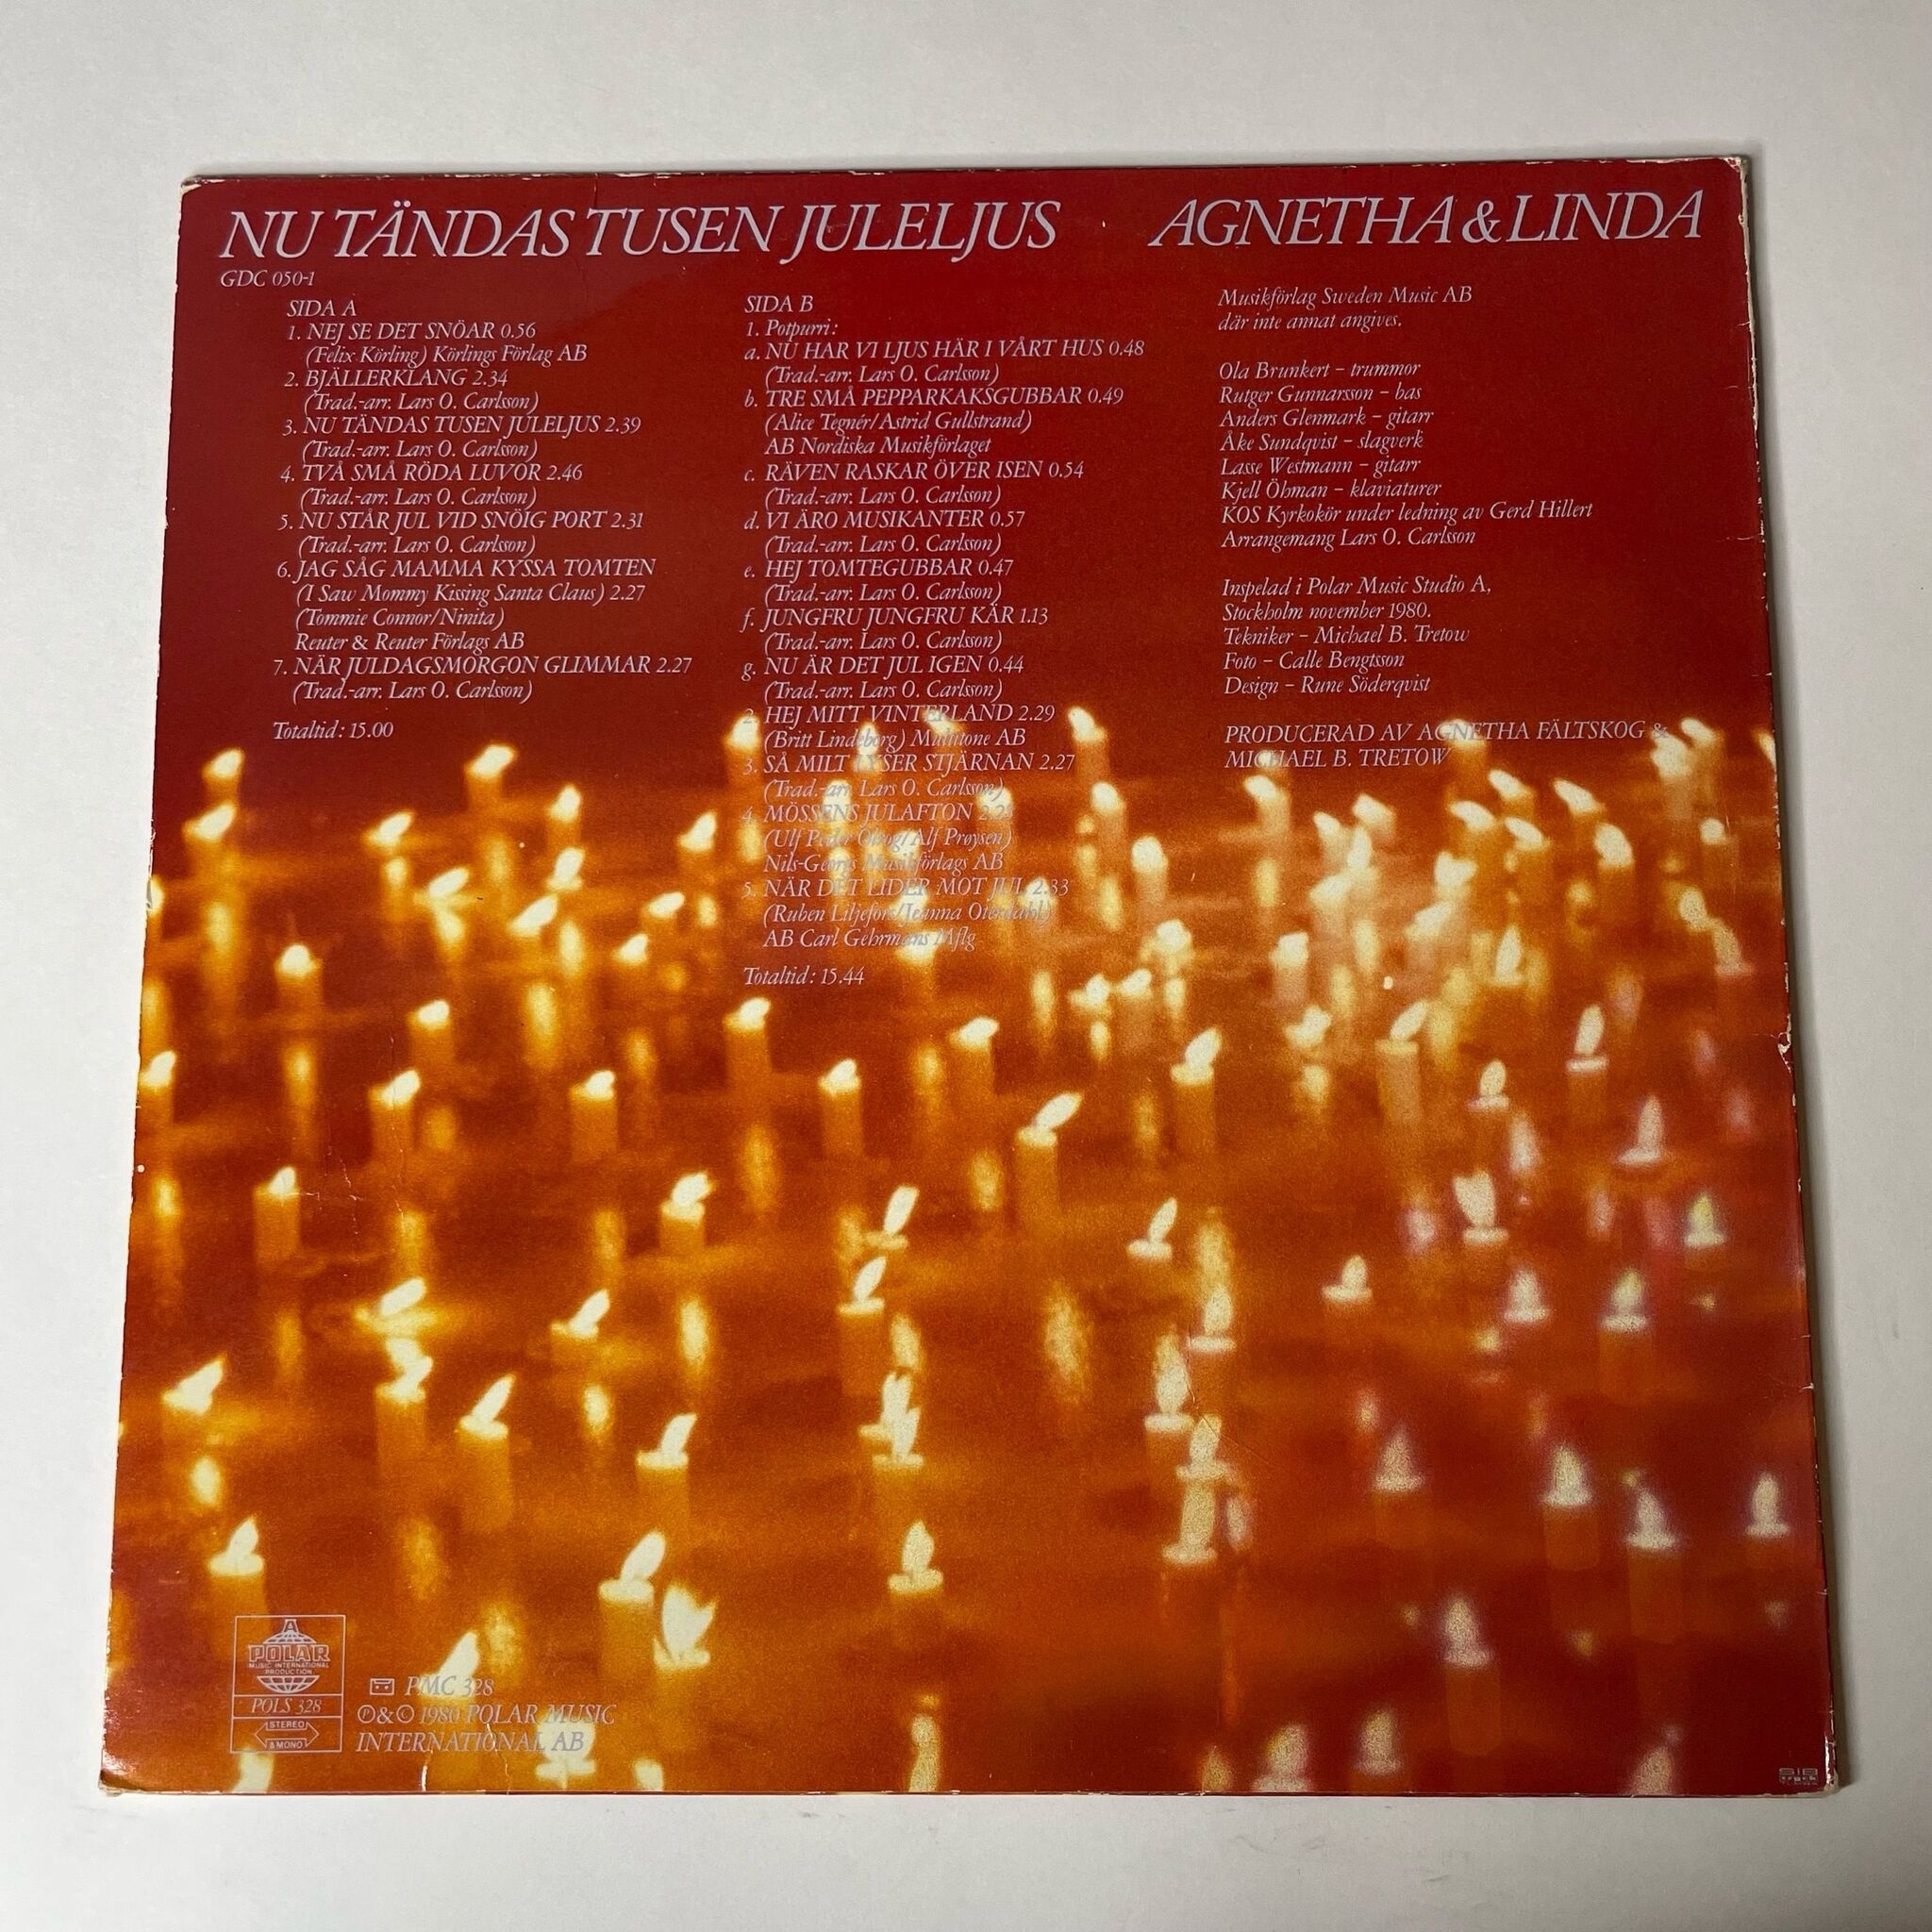 NU TÄNDAS TUSEN JULELJUS
AGNETHA & LINDA
GDC 050-1
SIDA A
1. NEJ SE DET SNÖAR 0.56
(Felix Körling) Körlings Förlag AB
2. BJÄLLERKLANG 2.34
(Trad.-arr. Lars O. Carlsson)
3. NU TÄNDAS TUSEN JULELJUS 2.39
(Trad.-arr. Lars O. Carlsson)
4. TVÅ SMÅ RÖDA LUVOR 2.46
(Trad.-arr. Lars O. Carlsson)
5. NU STÅR JUL VID SNÖIG PORT 2.31
(Trad.-arr. Lars O. Carlsson)
6. JAG SÅG MAMMA KYSSA TOMTEN
(I Saw Mommy Kissing Santa Claus) 2.27
(Tommie Connor/Ninita)
Reuter & Reuter Förlags AB
7. NÄR JULDAGSMORGON GLIMMAR 2.27
(Trad.-arr. Lars O. Carlsson)
Totaltid: 15.00
SIDA B
1. Potpurri:
a. NU HAR VI LJUS HÄR I VÅRT HUS 0.48
(Trad.-arr. Lars O. Carlsson)
b. TRE SMÅ PEPPARKAKSGUBBAR 0.49
(Alice Tegnér/Astrid Gullstrand)
AB Nordiska Musikförlaget
c. RÄVEN RASKAR ÖVER ISEN 0.54
(Trad.-arr. Lars O. Carlsson)
d. VI ÄRO MUSIKANTER 0.57
(Trad.-arr. Lars O. Carlsson)
e. HEJ TOMTEGUBBAR 0.47
(Trad.-arr. Lars O. Carlsson)
f. JUNGFRU JUNGFRU KÄR 1.13
(Trad.-arr. Lars O. Carlsson)
g. NU ÄR DET JUL IGEN 0.44
(Trad.-arr. Lars O. Carlsson)
2. HEJ MITT VINTERLAND 2.29
(Britt Lindeborg) Multitone AB
3. SÅ MILT LYSER STJÄRNAN 2.27
(Trad.-arr. Lars O. Carlsson)
4. MÖSSENS JULAFTON
(Ulf Peder Olrog/Alf Prøysen)
Nils-Georgs Musikförlags AB
5. NÄR DET LIDER MOT JUL 2.33
(Ruben Liljefors/Jeanna Oterdahl)
AB Carl Gehrmans Mflg
Totaltid: 15.44
Musikförlag Sweden Music AB
där inte annat angives.
Ola Brunkert – trummor
Rutger Gunnarsson – bas
Anders Glenmark – gitarr
Åke Sundqvist – slagverk
Lasse Westmann – gitarr
Kjell Öhman – klaviaturer
KOS Kyrkokör under ledning av Gerd Hillert
Arrangemang Lars O. Carlsson
Inspelad i Polar Music Studio A,
Stockholm november 1980.
Tekniker – Michael B. Tretow
Foto – Calle Bengtsson
Design – Rune Söderqvist
PRODUCERAD AV AGNETHA FÄLTSKOG &
MICHAEL B. TRETOW
A
POLAR
MUSIC INTERNATIONAL
PRODUCTION
POLS 328
STEREO
& MONO
PMC 328
Ⓟ & © 1980 POLAR MUSIC
INTERNATIONAL AB